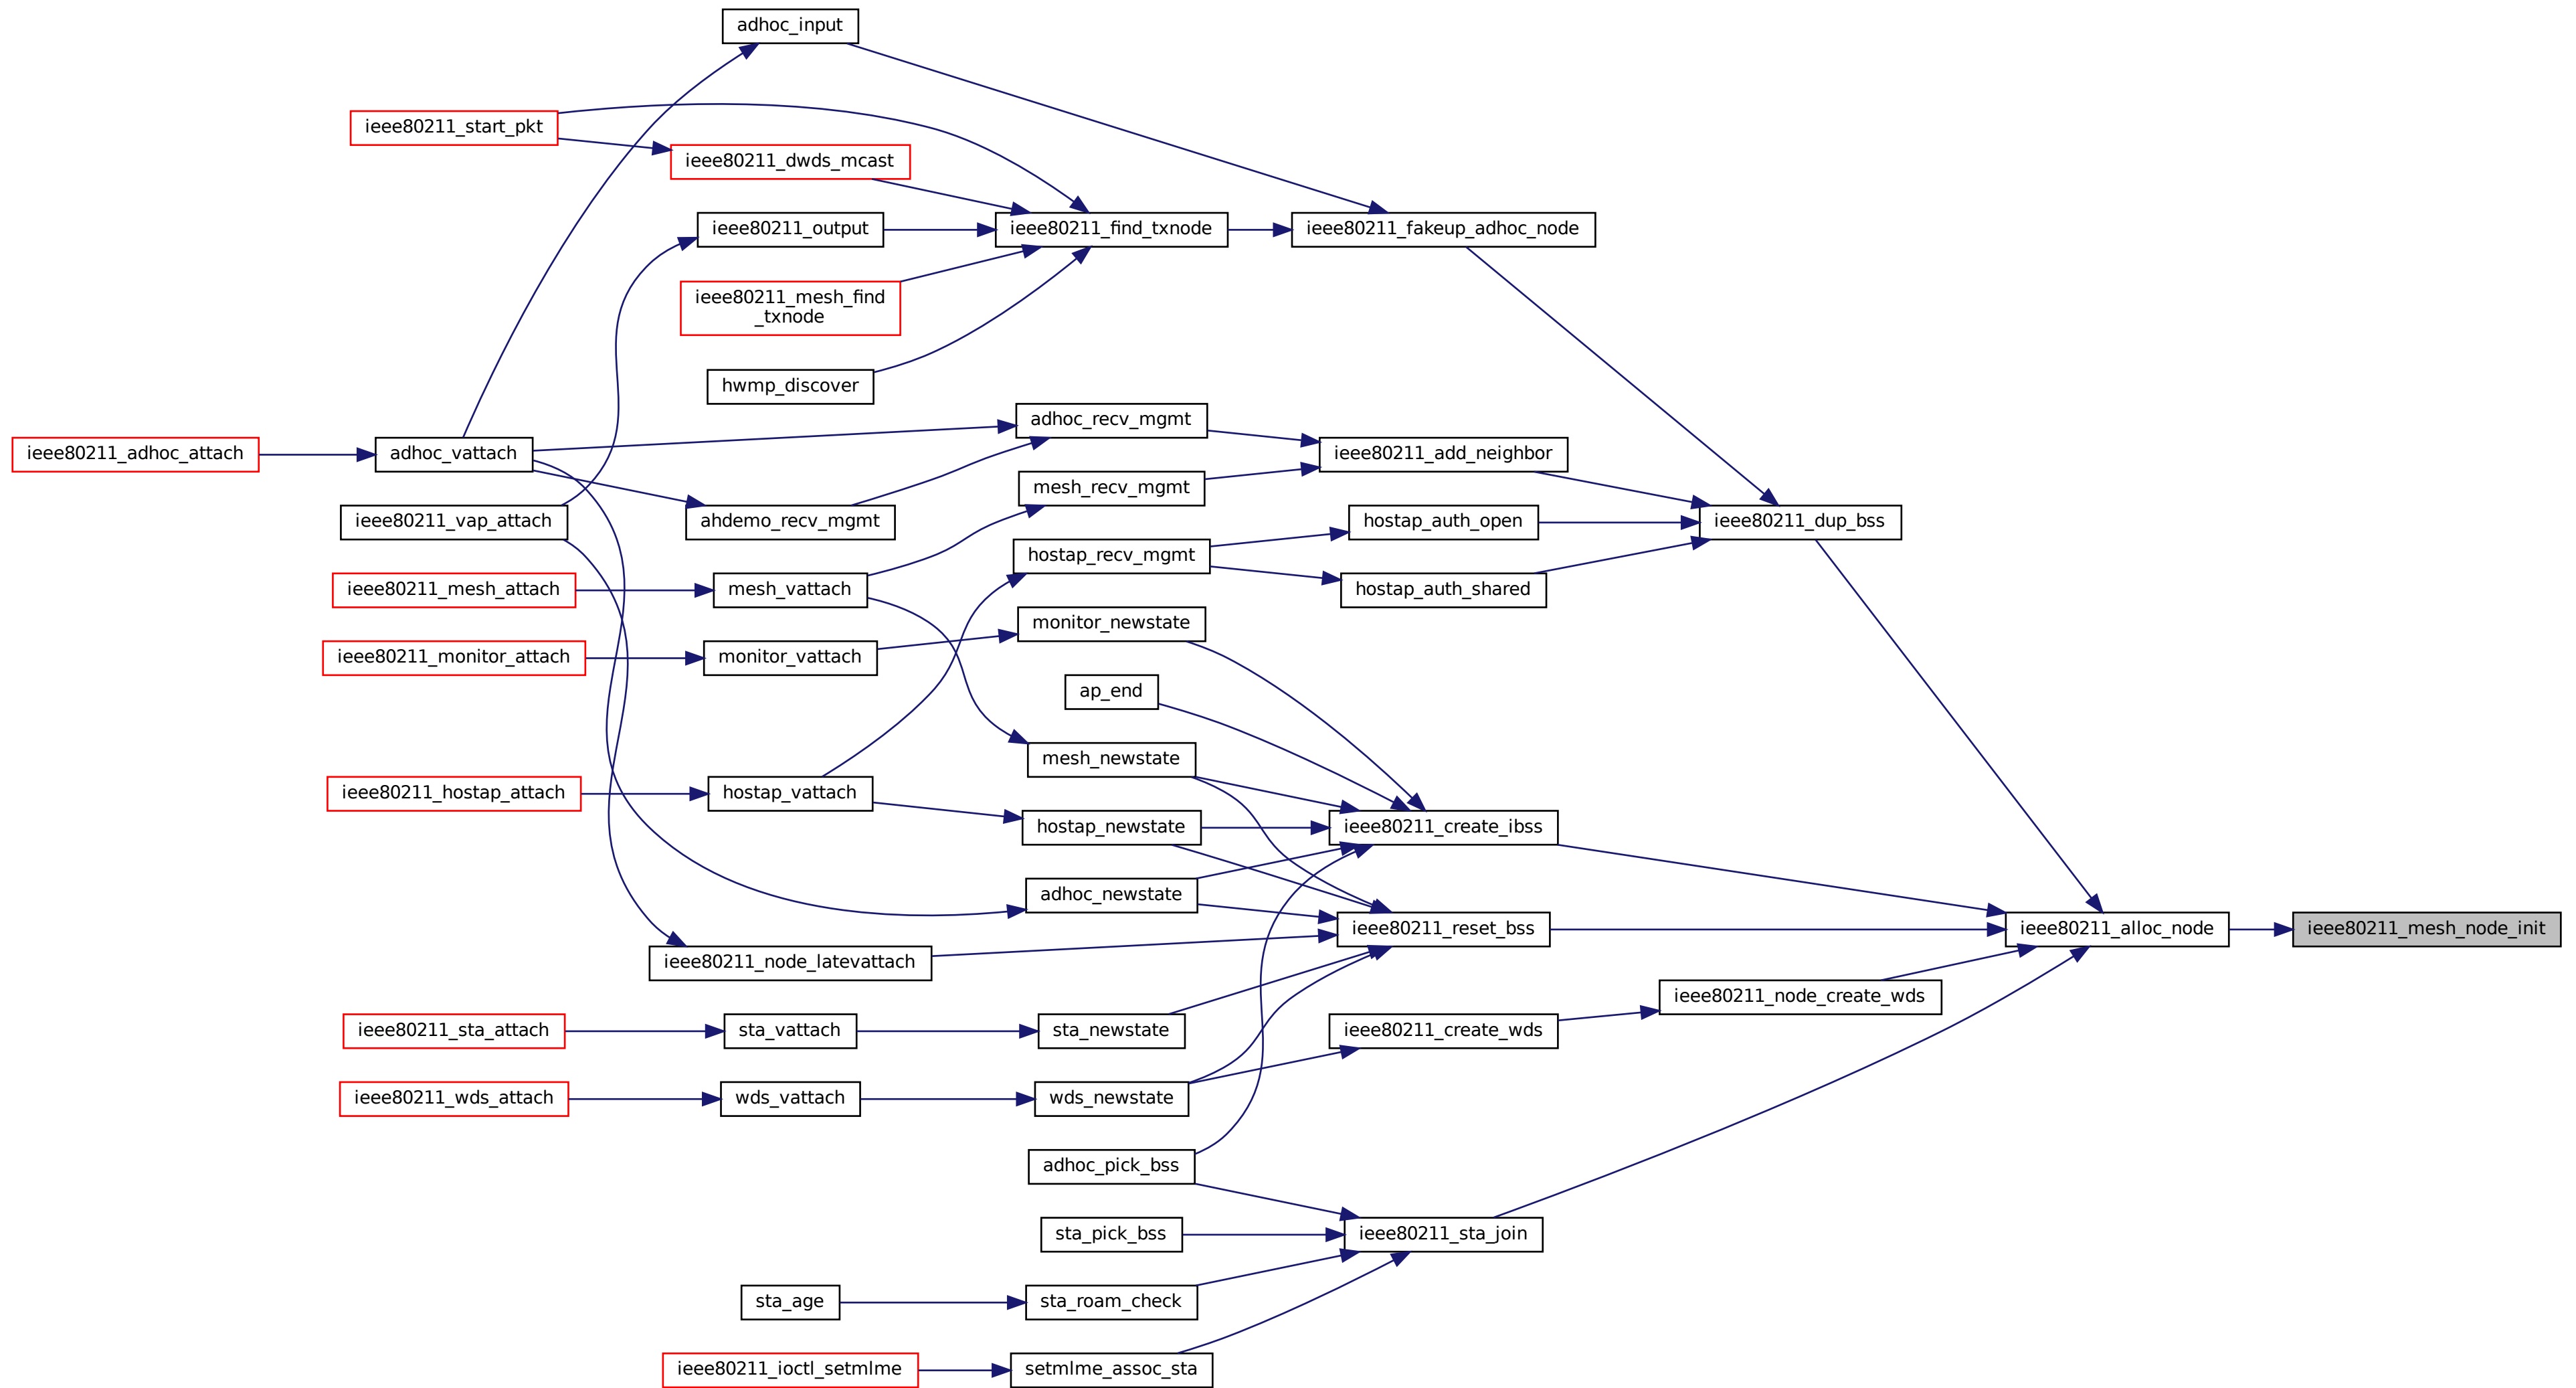 adhoc_input
ieee80211_start_pkt
ieee80211_dwds_mcast
ieee80211_output
ieee80211_find_txnode
ieee80211_fakeup_adhoc_node
ieee80211_mesh_find
_txnode
hwmp_discover
adhoc_recv_mgmt
ieee80211_adhoc_attach
adhoc_vattach
ieee80211_add_neighbor
mesh_recv_mgmt
ieee80211_vap_attach
ahdemo_recv_mgmt
hostap_auth_open
ieee80211_dup_bss
hostap_recv_mgmt
ieee80211_mesh_attach
mesh_vattach
hostap_auth_shared
monitor_newstate
ieee80211_monitor_attach
monitor_vattach
ap_end
mesh_newstate
ieee80211_hostap_attach
hostap_vattach
hostap_newstate
ieee80211_create_ibss
adhoc_newstate
ieee80211_reset_bss
ieee80211_alloc_node
ieee80211_mesh_node_init
ieee80211_node_latevattach
ieee80211_node_create_wds
ieee80211_sta_attach
sta_vattach
sta_newstate
ieee80211_create_wds
ieee80211_wds_attach
wds_vattach
wds_newstate
adhoc_pick_bss
sta_pick_bss
ieee80211_sta_join
sta_age
sta_roam_check
ieee80211_ioctl_setmlme
setmlme_assoc_sta